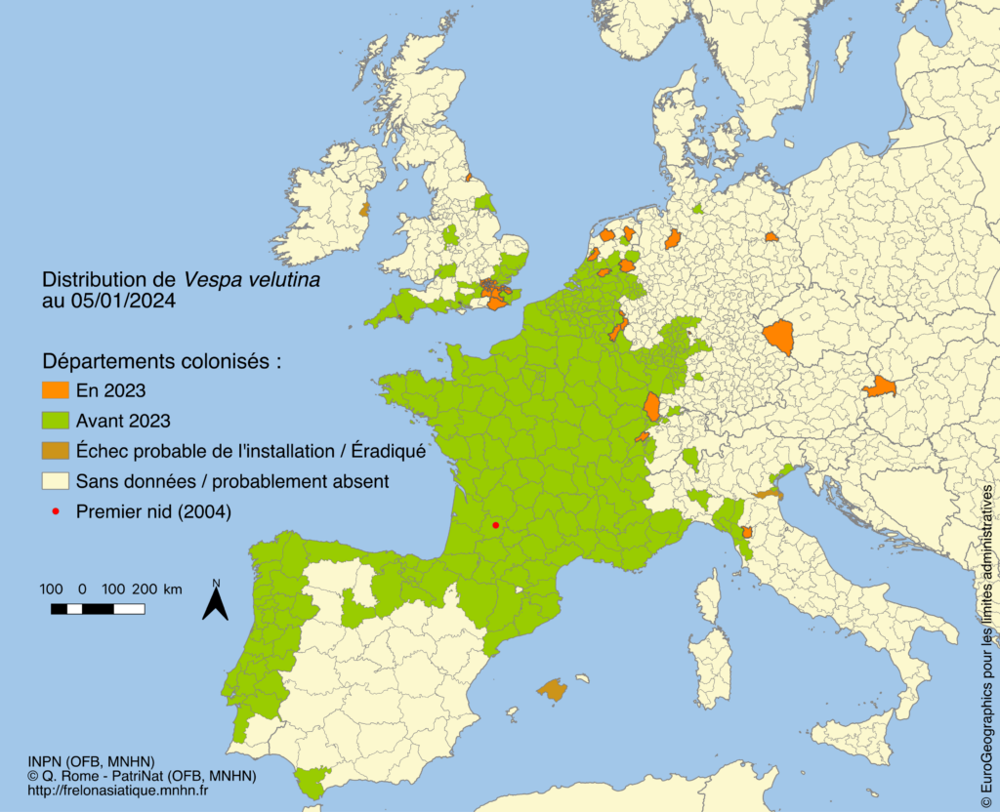 Distribution de Vespa velutina
au 05/01/2024
Départements colonisés :
En 2023
Avant 2023
Échec probable de l'installation / Éradiqué
Sans données / probablement absent
Premier nid (2004)
100 0 100 200 km
N
INPN (OFB, MNHN)
© Q. Rome - PatriNat (OFB, MNHN)
http://frelonasiatique.mnhn.fr
© EuroGeographics pour les limites administratives